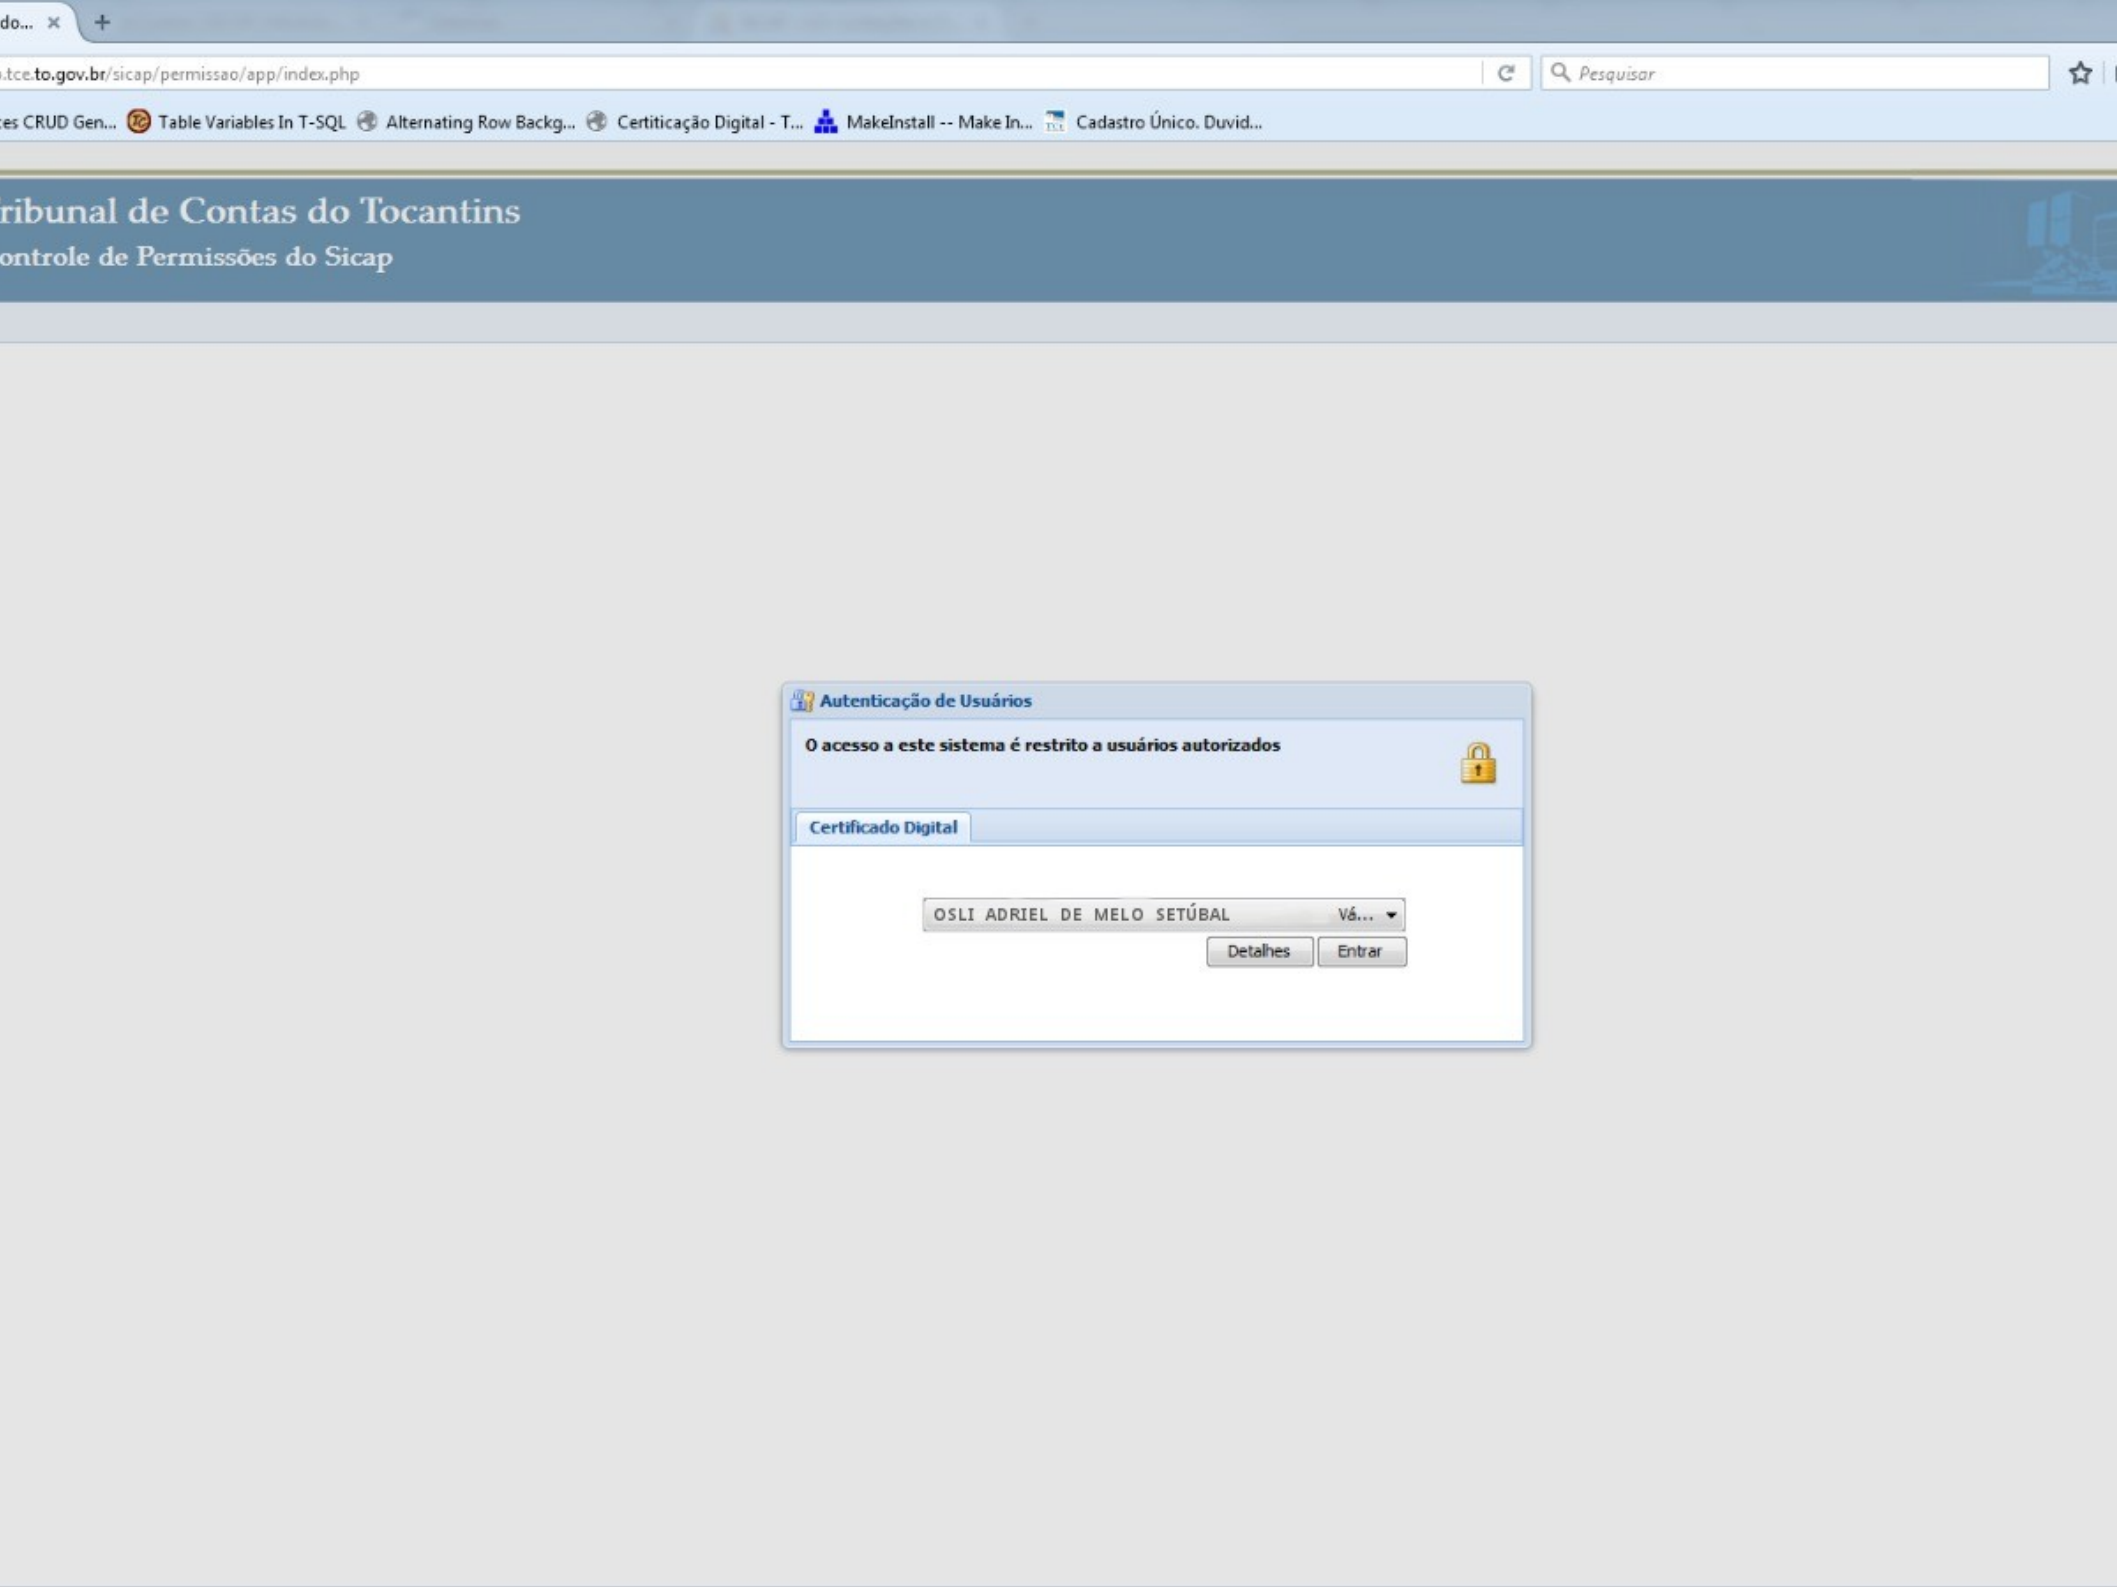 do...
.tce.to.gov.br/sicap/permissao/app/index.php
Pesquisar
es CRUD Gen... Table Variables In T-SQL Alternating Row Backg... Certiticação Digital - T... MakeInstall -- Make In... Cadastro Único. Duvid...
ribunal de Contas do Tocantins
ontrole de Permissões do Sicap
Autenticação de Usuários
O acesso a este sistema é restrito a usuários autorizados
Certificado Digital
OSLI ADRIEL DE MELO SETÚBAL Vá...
Detalhes Entrar